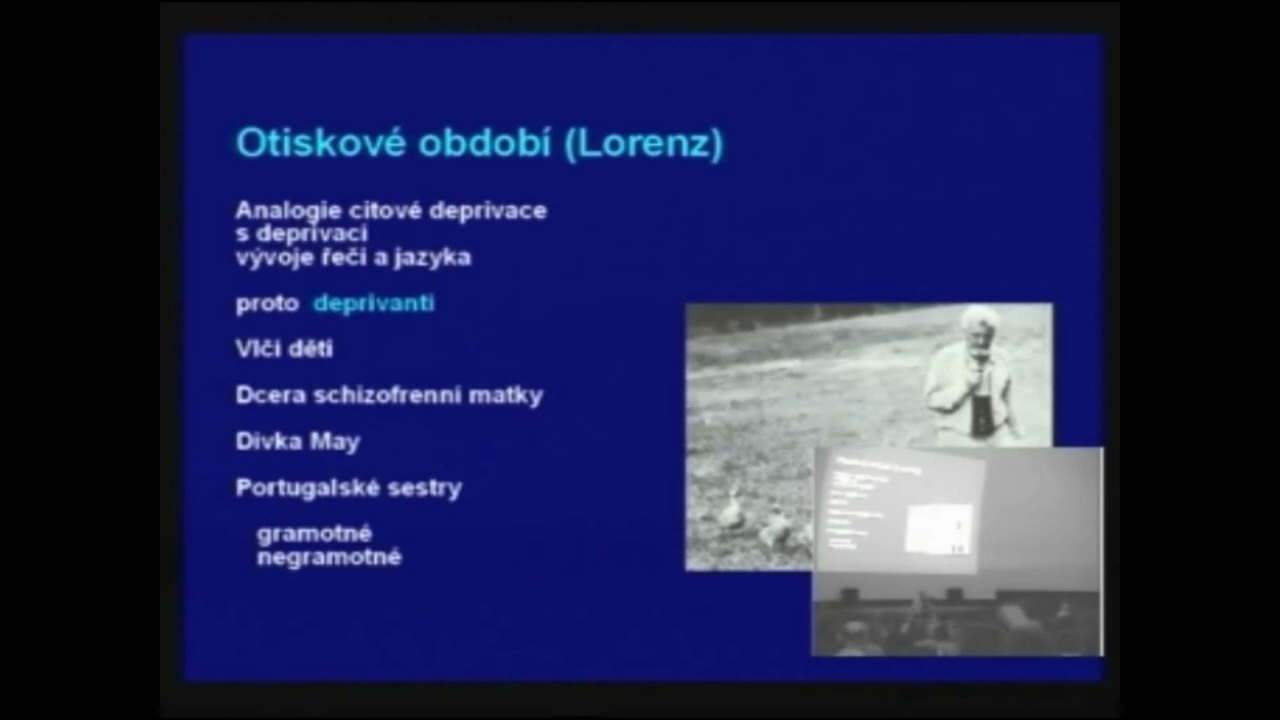 Otiskové období (Lorenz)
Analogie citové deprivace
s deprivací
vývoje řeči a jazyka
proto deprivanti
Vlčí děti
Dcera schizofrenní matky
Dívka May
Portugalské sestry
gramotné
negramotné